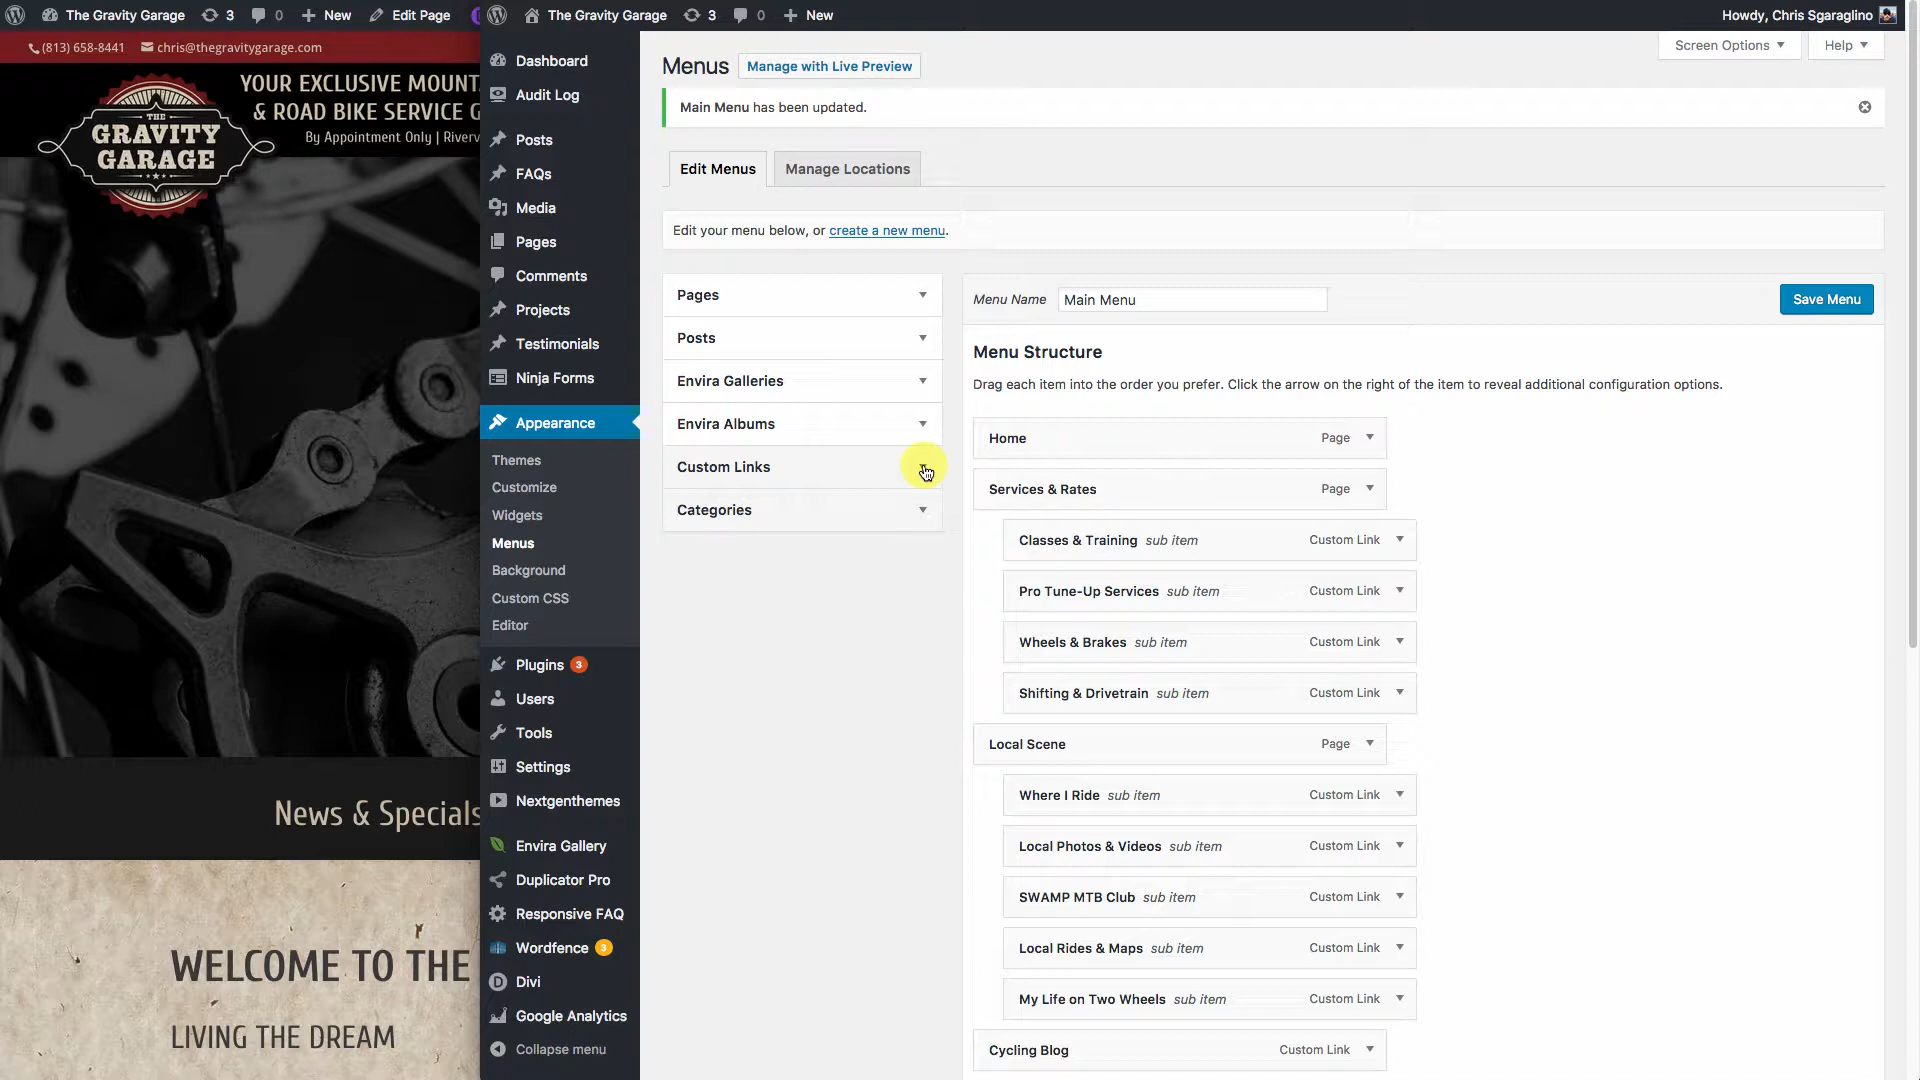 The Gravity Garage 3 0 New Edit Page
(813) 658-8441 chris@thegravitygarage.com
YOUR EXCLUSIVE MOUNT
& ROAD BIKE SERVICE G
By Appointment Only | Riverv
THE
GRAVITY
GARAGE
News & Specials
WELCOME TO THE
LIVING THE DREAM
The Gravity Garage 3 0 New
Howdy, Chris Sgaraglino
Dashboard
Audit Log
Posts
FAQs
Media
Pages
Comments
Projects
Testimonials
Ninja Forms
Appearance
Themes
Customize
Widgets
Menus
Background
Custom CSS
Editor
Plugins 3
Users
Tools
Settings
Nextgenthemes
Envira Gallery
Duplicator Pro
Responsive FAQ
Wordfence 3
Divi
Google Analytics
Collapse menu
Screen Options Help
Menus Manage with Live Preview
Main Menu has been updated.
Edit Menus Manage Locations
Edit your menu below, or create a new menu.
Pages
Posts
Envira Galleries
Envira Albums
Custom Links
Categories
Menu Name Main Menu Save Menu
Menu Structure
Drag each item into the order you prefer. Click the arrow on the right of the item to reveal additional configuration options.
Home Page
Services & Rates Page
Classes & Training sub item Custom Link
Pro Tune-Up Services sub item Custom Link
Wheels & Brakes sub item Custom Link
Shifting & Drivetrain sub item Custom Link
Local Scene Page
Where I Ride sub item Custom Link
Local Photos & Videos sub item Custom Link
SWAMP MTB Club sub item Custom Link
Local Rides & Maps sub item Custom Link
My Life on Two Wheels sub item Custom Link
Cycling Blog Custom Link